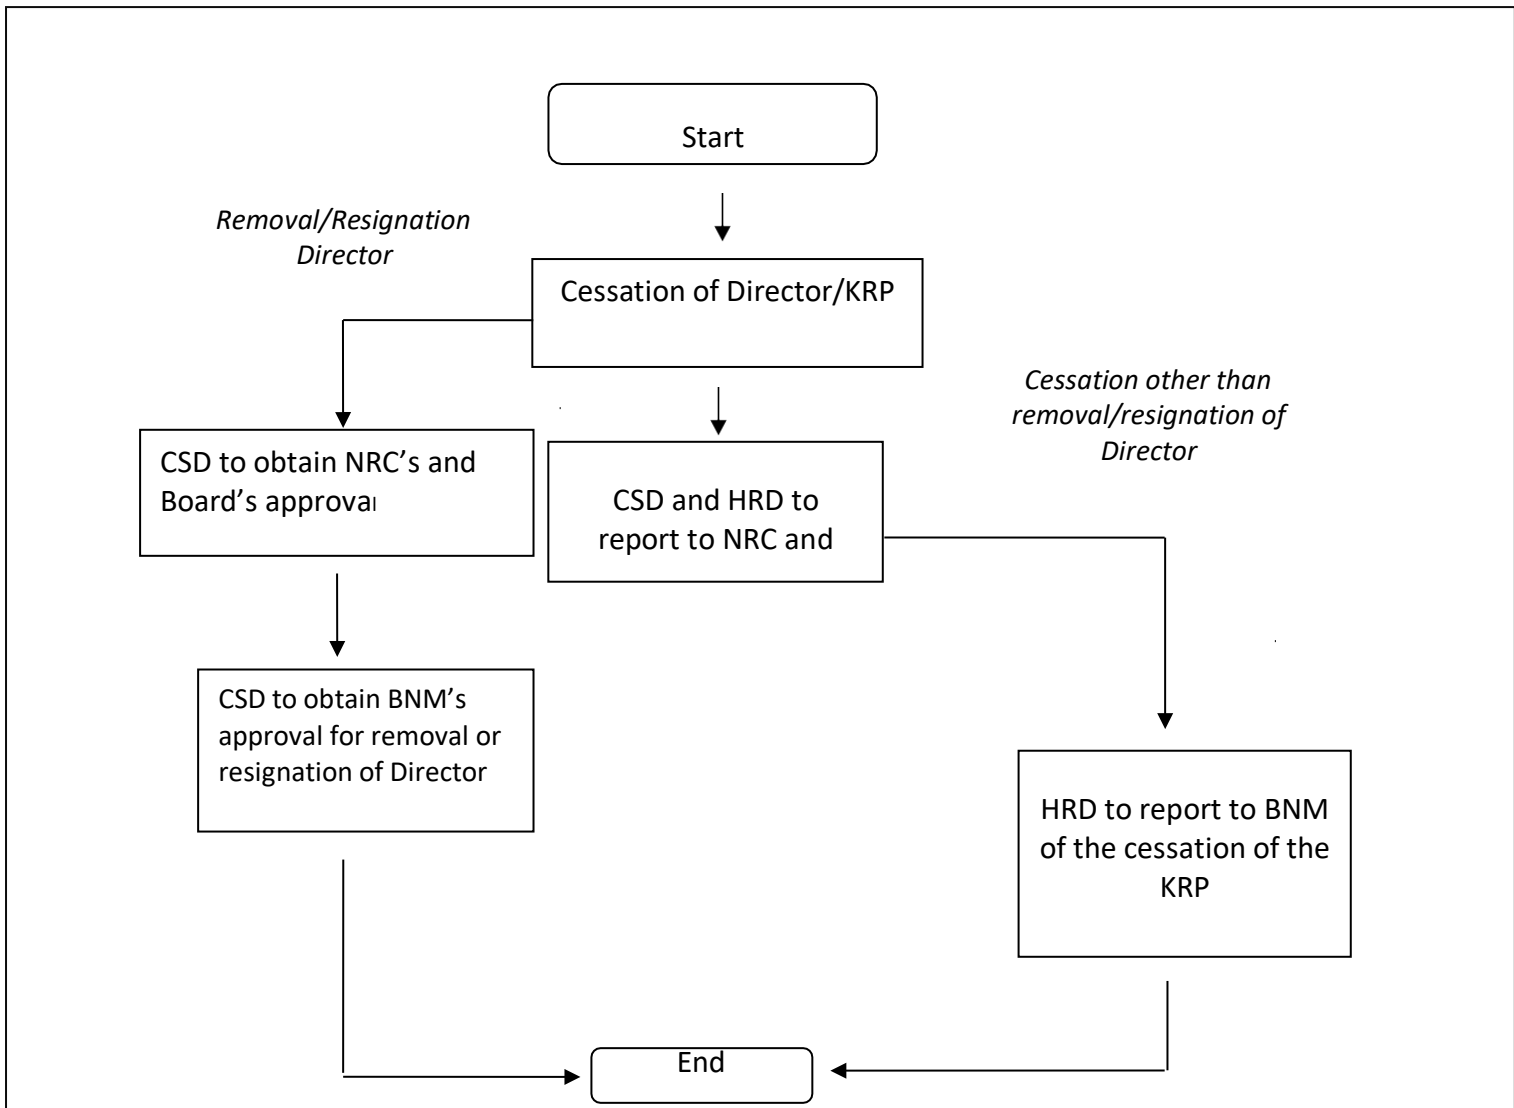 Start
Removal/Resignation
Director
Cessation of Director/KRP
Cessation other than
removal/resignation of
Director
CSD to obtain NRC’s and
Board’s approval
CSD and HRD to
report to NRC and
CSD to obtain BNM’s
approval for removal or
resignation of Director
HRD to report to BNM
of the cessation of the
KRP
End